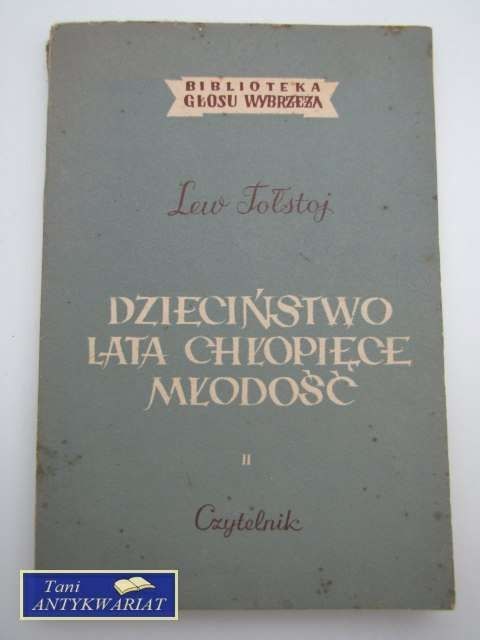 BIBLIOTEKA
GŁOSU WYBRZEŻA
Lew Tołstoj
DZIECIŃSTWO
LATA CHŁOPIĘCE
MŁODOŚĆ
II
Czytelnik
Tani
ANTYKWARIAT